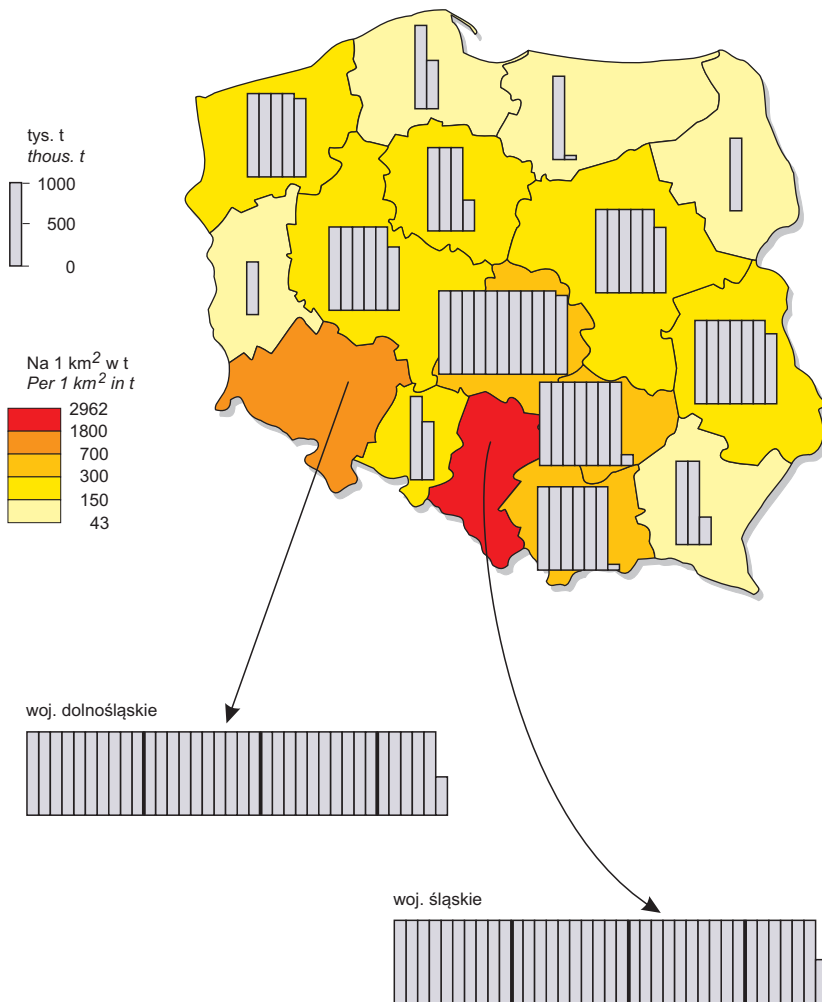 tys. t
thous. t
1000
500
0
Na 1 km² w t
Per 1 km² in t
2962
1800
700
300
150
43
woj. dolnośląskie
woj. śląskie